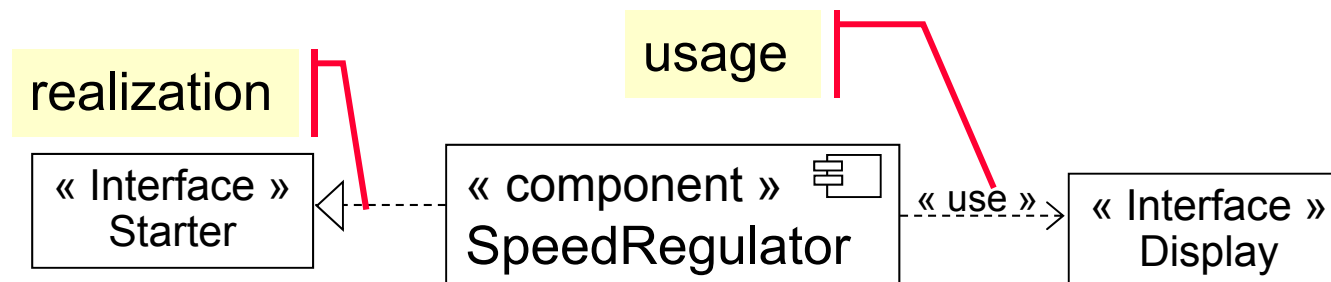 usage
realization
« Interface »
Starter
« component »
SpeedRegulator
« use »
« Interface »
Display